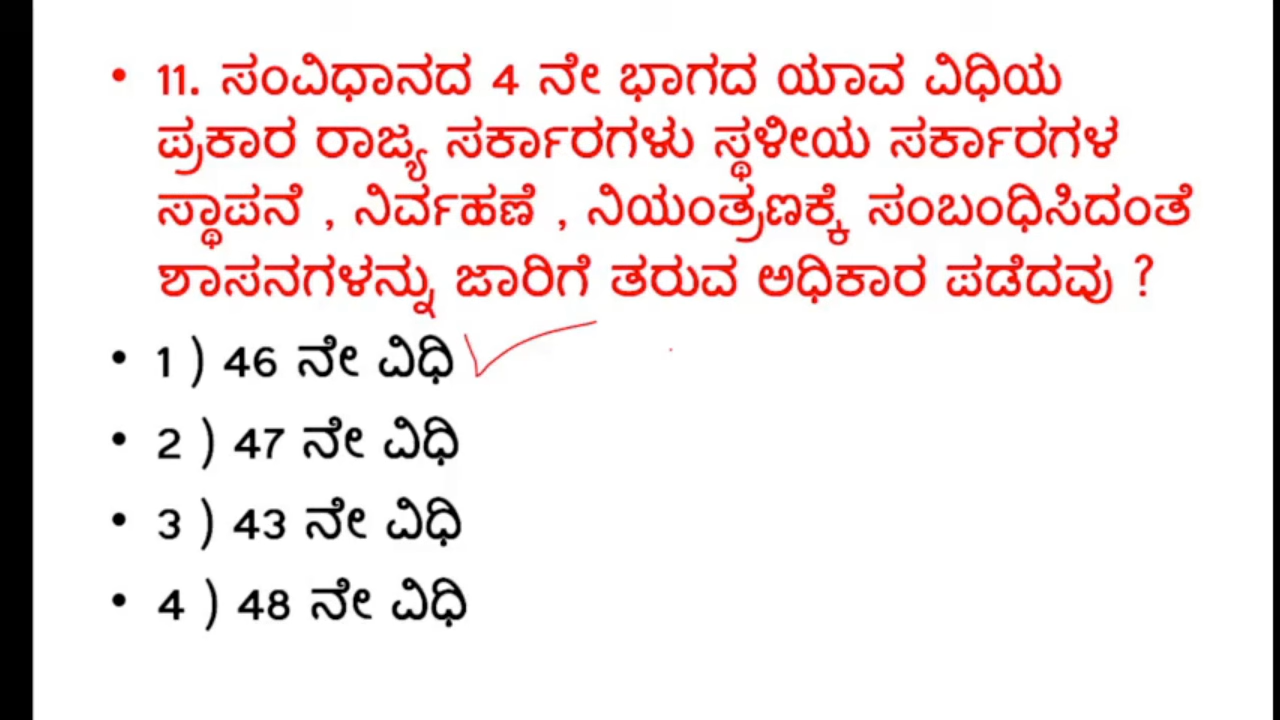 • 11. ಸಂವಿಧಾನದ 4 ನೇ ಭಾಗದ ಯಾವ ವಿಧಿಯ
ಪ್ರಕಾರ ರಾಜ್ಯ ಸರ್ಕಾರಗಳು ಸ್ಥಳೀಯ ಸರ್ಕಾರಗಳ
ಸ್ಥಾಪನೆ , ನಿರ್ವಹಣೆ , ನಿಯಂತ್ರಣಕ್ಕೆ ಸಂಬಂಧಿಸಿದಂತೆ
ಶಾಸನಗಳನ್ನು ಜಾರಿಗೆ ತರುವ ಅಧಿಕಾರ ಪಡೆದವು ?
• 1 ) 46 ನೇ ವಿಧಿ
• 2 ) 47 ನೇ ವಿಧಿ
• 3 ) 43 ನೇ ವಿಧಿ
• 4 ) 48 ನೇ ವಿಧಿ